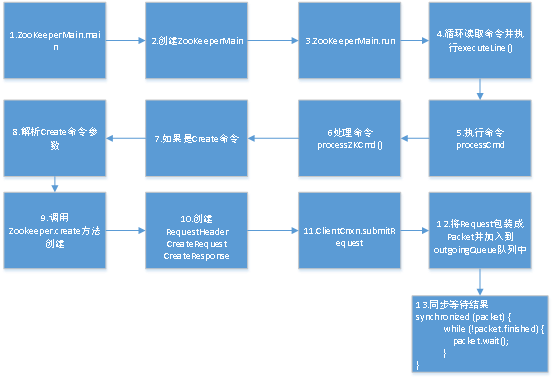 1.ZooKeeperMain.mai
n
2.创建ZooKeeperMain
3.ZooKeeperMain.run
4.循环读取命令并执
行executeLine()
8.解析Create命令参
数
7.如果是Create命令
6处理命令
processZKCmd()
5.执行命令
processCmd
9.调用
Zookeeper.create方法
创建
10.创建
RequestHeader
CreateRequest
CreateResponse
11.ClientCnxn.submitR
equest
12.将Request包装成
Packet并加入到
outgoingQueue队列中
13.同步等待结果
synchronized (packet) {
while (!packet.finished) {
packet.wait();
}
}